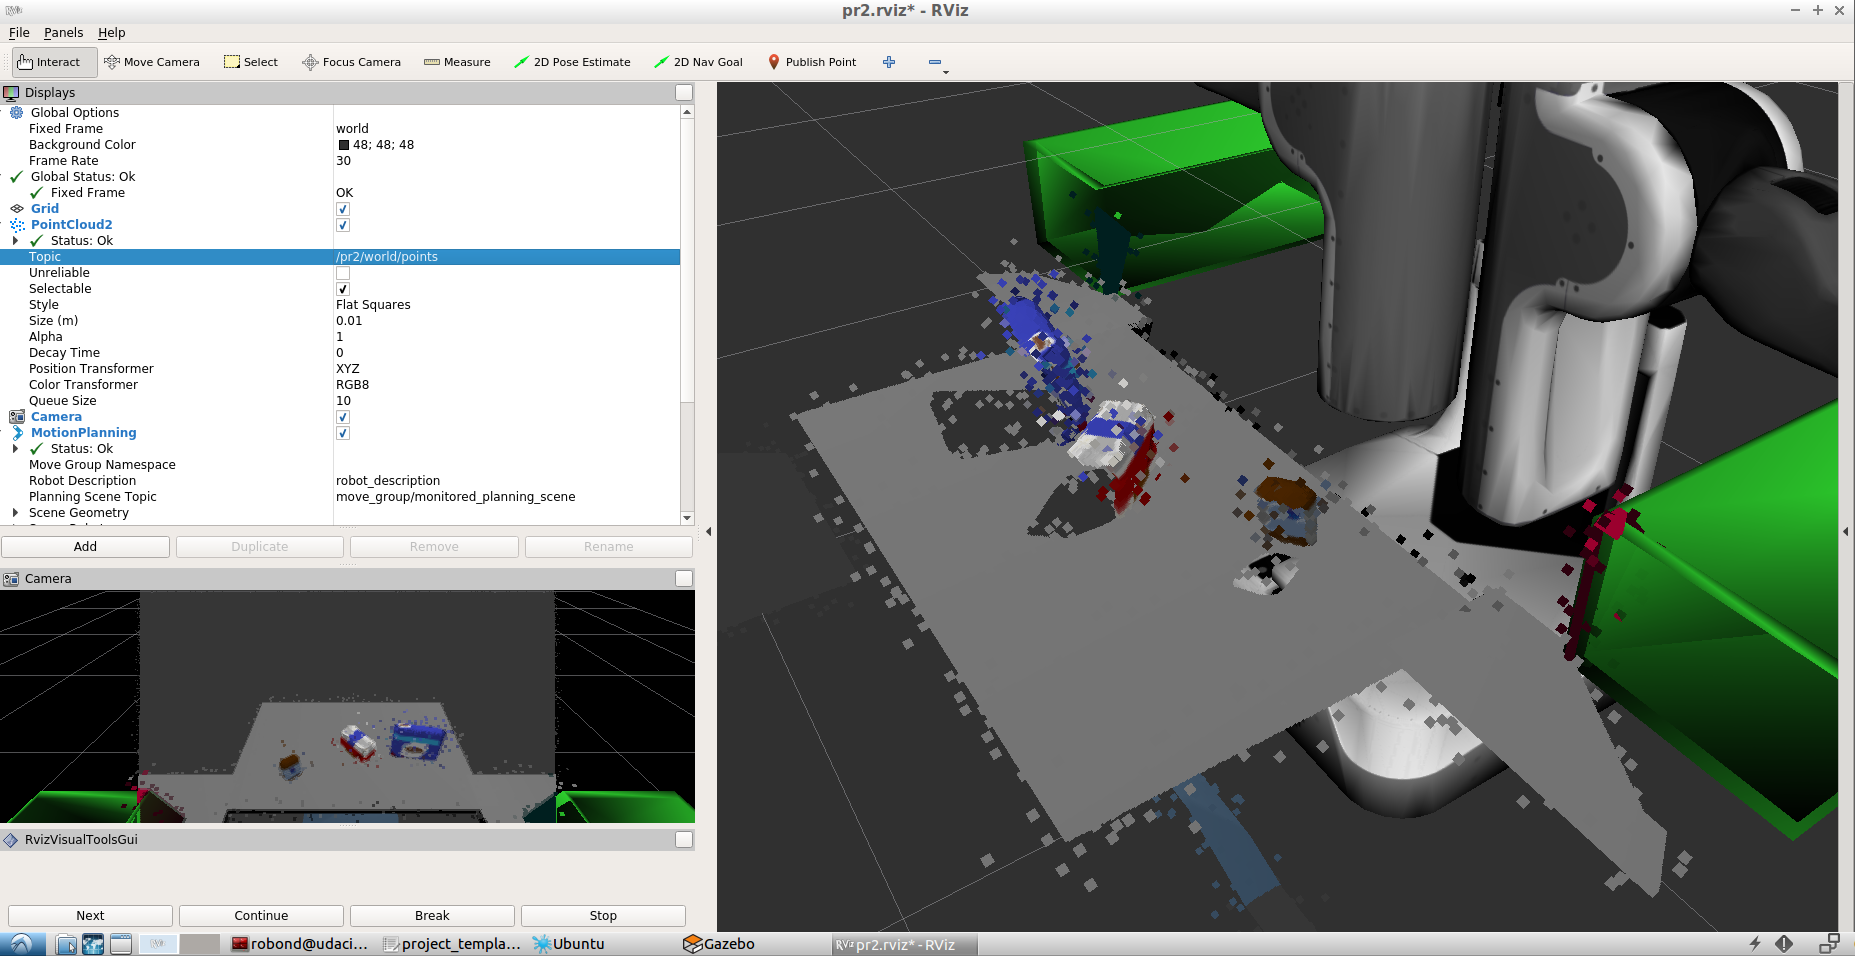 pr2.rviz* - RViz
File Panels Help
Interact Move Camera Select Focus Camera Measure 2D Pose Estimate 2D Nav Goal Publish Point
Displays
Global Options
Fixed Frame world
Background Color 48; 48; 48
Frame Rate 30
Global Status: Ok
Fixed Frame OK
Grid
PointCloud2
Status: Ok
Topic /pr2/world/points
Unreliable
Selectable
Style Flat Squares
Size (m) 0.01
Alpha 1
Decay Time 0
Position Transformer XYZ
Color Transformer RGB8
Queue Size 10
Camera
MotionPlanning
Status: Ok
Move Group Namespace
Robot Description robot_description
Planning Scene Topic move_group/monitored_planning_scene
Scene Geometry
Add Duplicate Remove Rename
Camera
RvizVisualToolsGui
Next Continue Break Stop
robond@udaci... project_templa... Ubuntu Gazebo pr2.rviz* - RViz